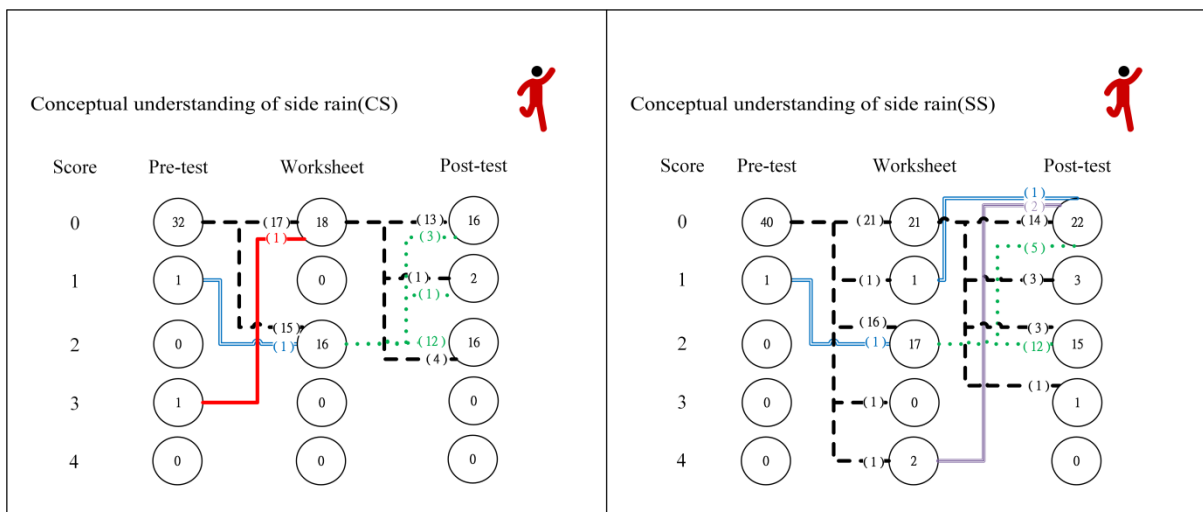 Conceptual understanding of side rain(CS)
Score Pre-test Worksheet Post-test
0 32 (17) 18 (13) 16
(1) (3)
1 1 0 (1) 2
(1)
(15)
2 0 (1) 16 (12) 16
(4)
3 1 0 0
4 0 0 0
Conceptual understanding of side rain(SS)
Score Pre-test Worksheet Post-test
(1)
(2)
0 40 (21) 21 (14) 22
(5)
1 1 (1) 1 (3) 3
(16) (3)
2 0 (1) 17 (12) 15
3 0 (1) 0 (1) 1
4 0 (1) 2 0